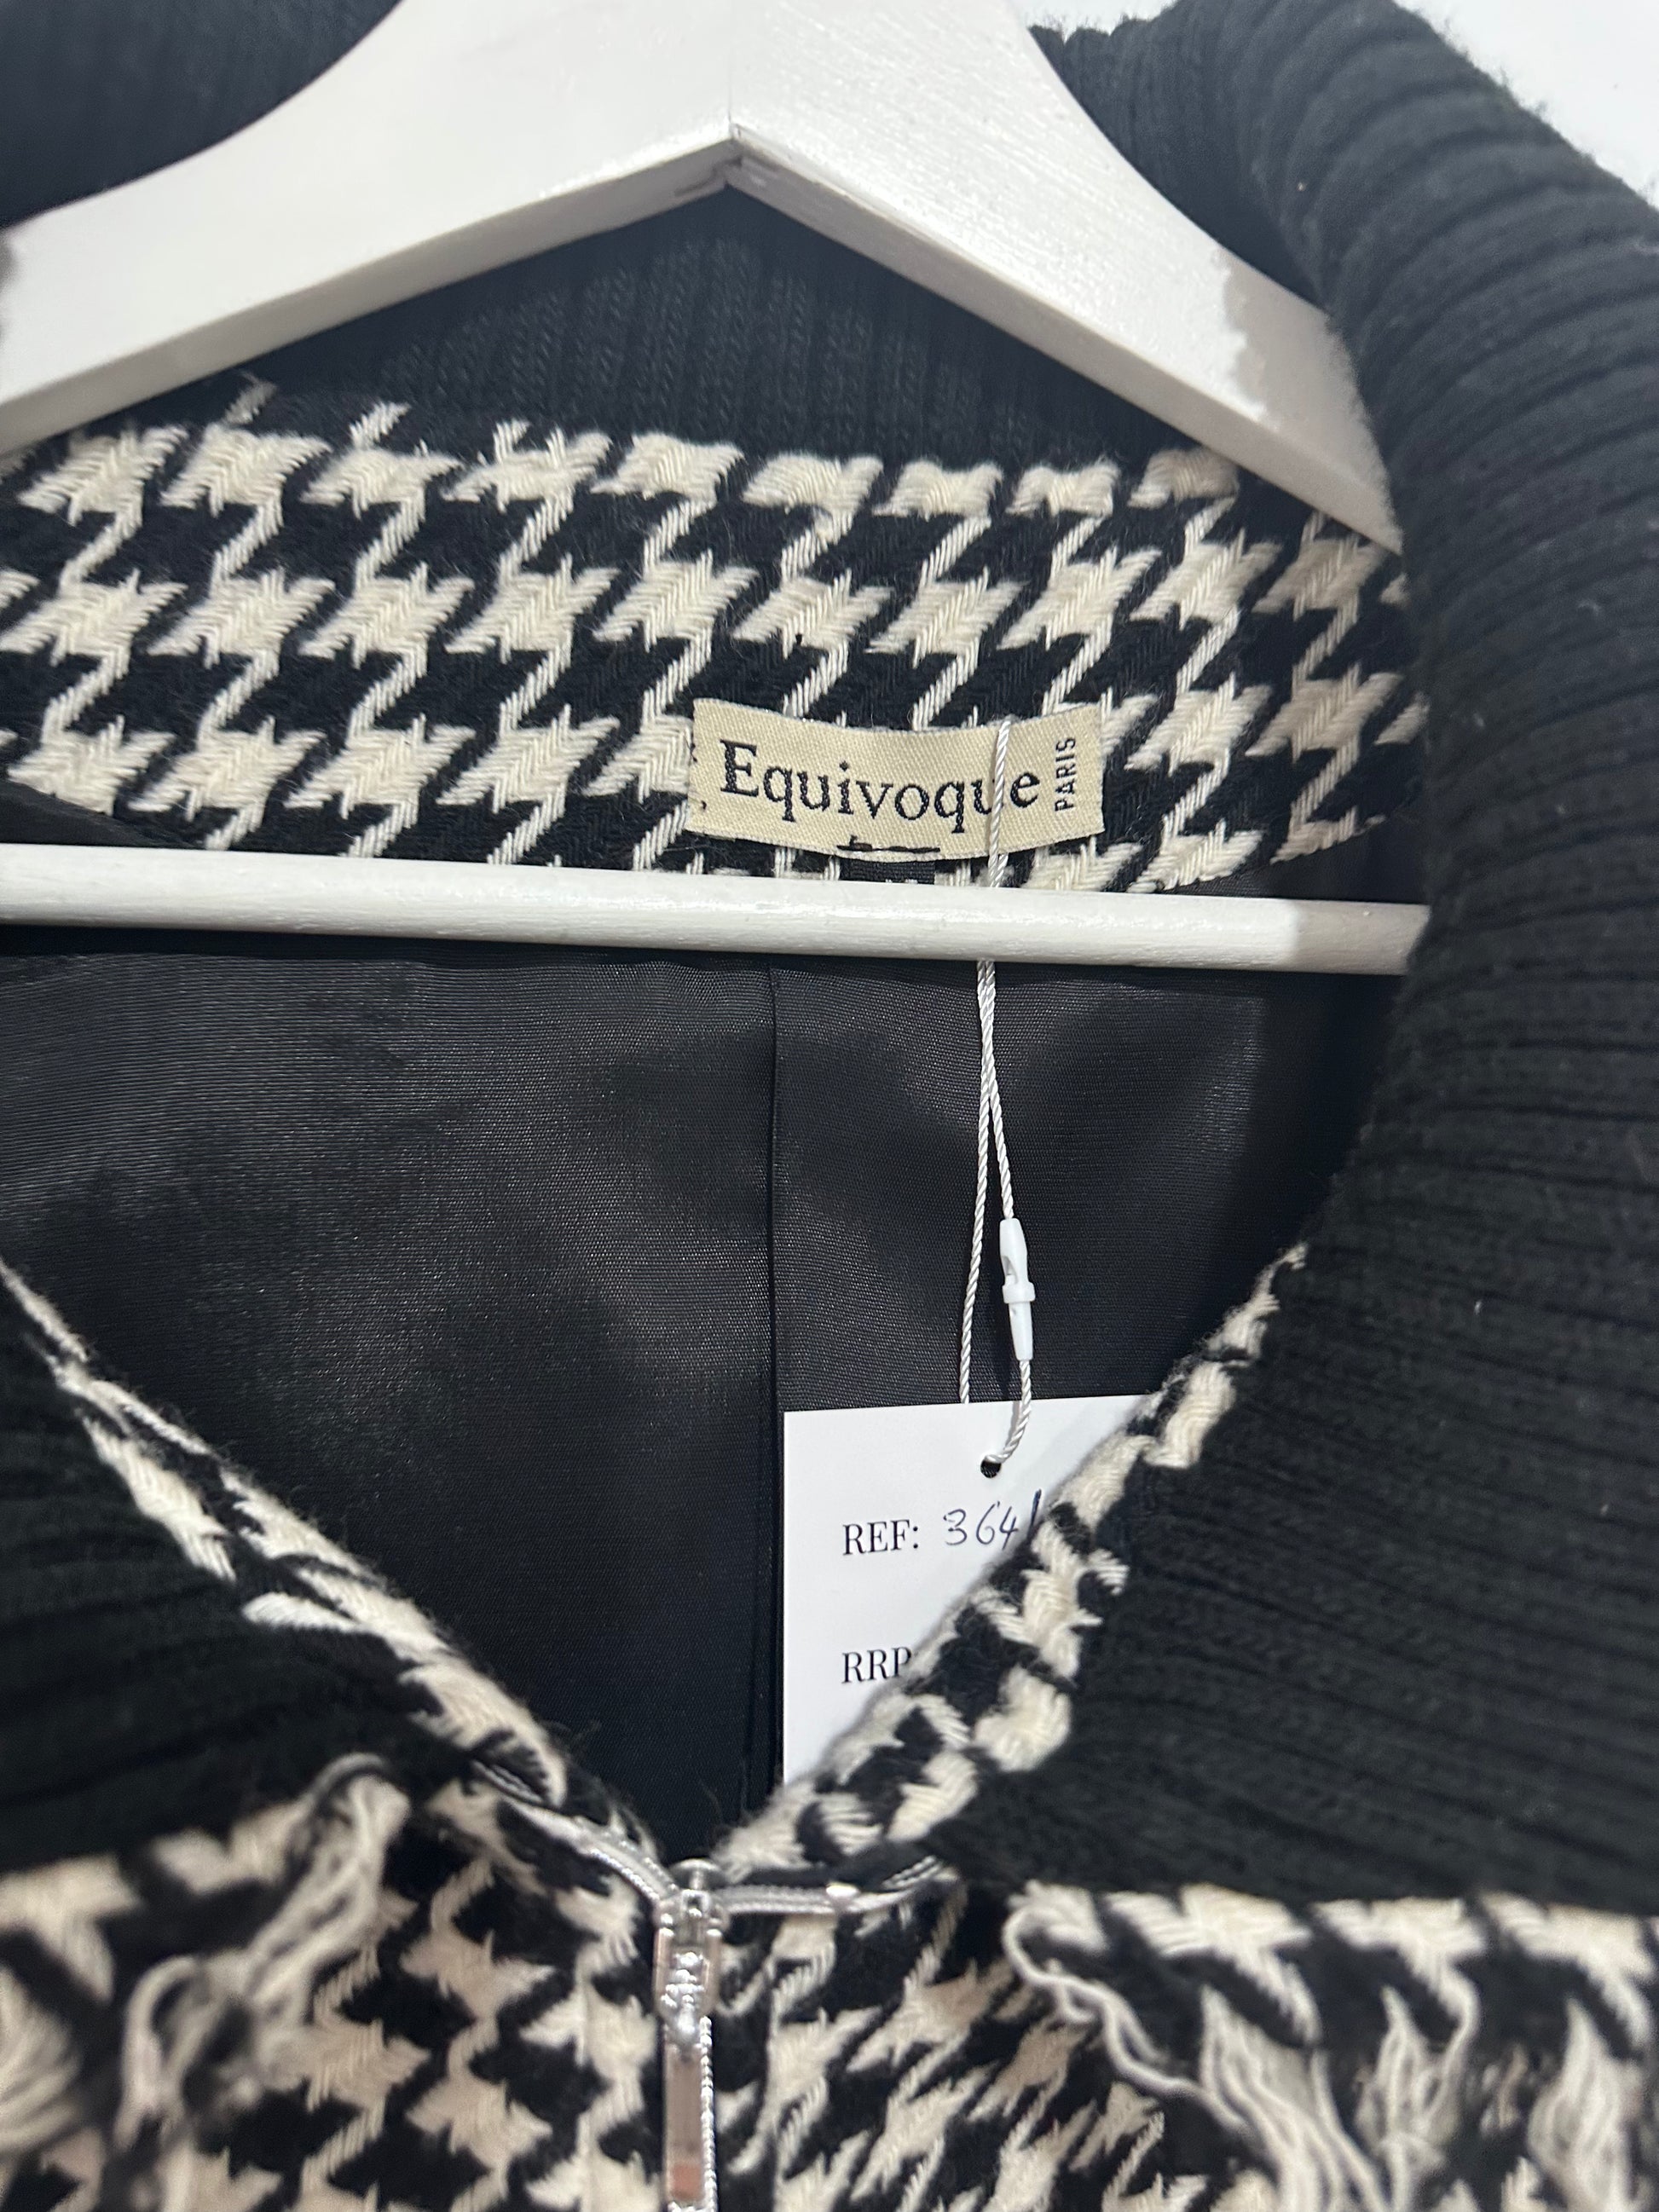 Equivoque PARIS
REF: 364
RRP